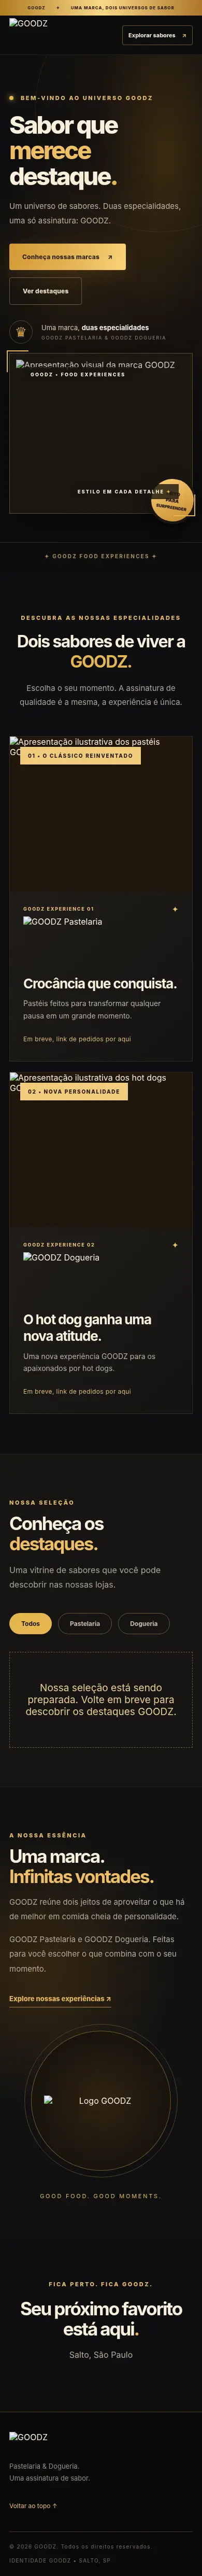 GOODZ ✦ UMA MARCA, DOIS UNIVERSOS DE SABOR
GOODZ
Explorar sabores ↗
BEM-VINDO AO UNIVERSO GOODZ
Sabor que
merece
destaque.
Um universo de sabores. Duas especialidades,
uma só assinatura: GOODZ.
Conheça nossas marcas ↗
Ver destaques
Uma marca, duas especialidades
GOODZ PASTELARIA & GOODZ DOGUERIA
Apresentação visual da marca GOODZ
GOODZ • FOOD EXPERIENCES
ESTILO EM CADA DETALHE ✦
PARA
SURPREENDER
✦ GOODZ FOOD EXPERIENCES ✦
DESCUBRA AS NOSSAS ESPECIALIDADES
Dois sabores de viver a
GOODZ.
Escolha o seu momento. A assinatura de
qualidade é a mesma, a experiência é única.
Apresentação ilustrativa dos pastéis
01 • O CLÁSSICO REINVENTADO
GOODZ EXPERIENCE 01 ✦
GOODZ Pastelaria
Crocância que conquista.
Pastéis feitos para transformar qualquer
pausa em um grande momento.
Em breve, link de pedidos por aqui
Apresentação ilustrativa dos hot dogs
02 • NOVA PERSONALIDADE
GOODZ EXPERIENCE 02 ✦
GOODZ Dogueria
O hot dog ganha uma
nova atitude.
Uma nova experiência GOODZ para os
apaixonados por hot dogs.
Em breve, link de pedidos por aqui
NOSSA SELEÇÃO
Conheça os
destaques.
Uma vitrine de sabores que você pode
descobrir nas nossas lojas.
Todos
Pastelaria
Dogueria
Nossa seleção está sendo
preparada. Volte em breve para
descobrir os destaques GOODZ.
A NOSSA ESSÊNCIA
Uma marca.
Infinitas vontades.
GOODZ reúne dois jeitos de aproveitar o que há
de melhor em comida cheia de personalidade.
GOODZ Pastelaria e GOODZ Dogueria. Feitas
para você escolher o que combina com o seu
momento.
Explore nossas experiências ↗
Logo GOODZ
GOOD FOOD. GOOD MOMENTS.
FICA PERTO. FICA GOODZ.
Seu próximo favorito
está aqui.
Salto, São Paulo
GOODZ
Pastelaria & Dogueria.
Uma assinatura de sabor.
Voltar ao topo ↑
© 2026 GOODZ. Todos os direitos reservados.
IDENTIDADE GOODZ • SALTO, SP